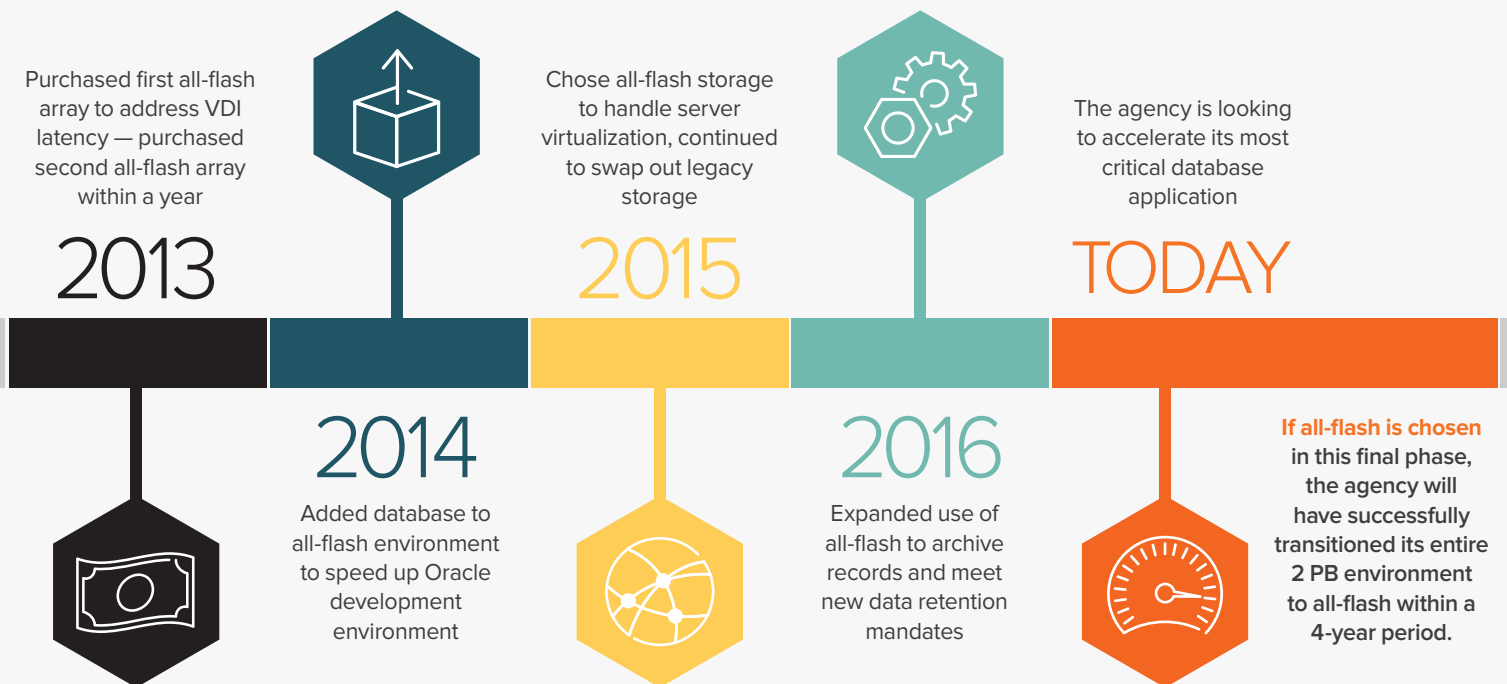 Purchased first all-flash
array to address VDI
latency — purchased
second all-flash array
within a year
2013
2014
Added database to
all-flash environment
to speed up Oracle
development
environment
Chose all-flash storage
to handle server
virtualization, continued
to swap out legacy
storage
2015
2016
Expanded use of
all-flash to archive
records and meet
new data retention
mandates
The agency is looking
to accelerate its most
critical database
application
TODAY
If all-flash is chosen
in this final phase,
the agency will
have successfully
transitioned its entire
2 PB environment
to all-flash within a
4-year period.